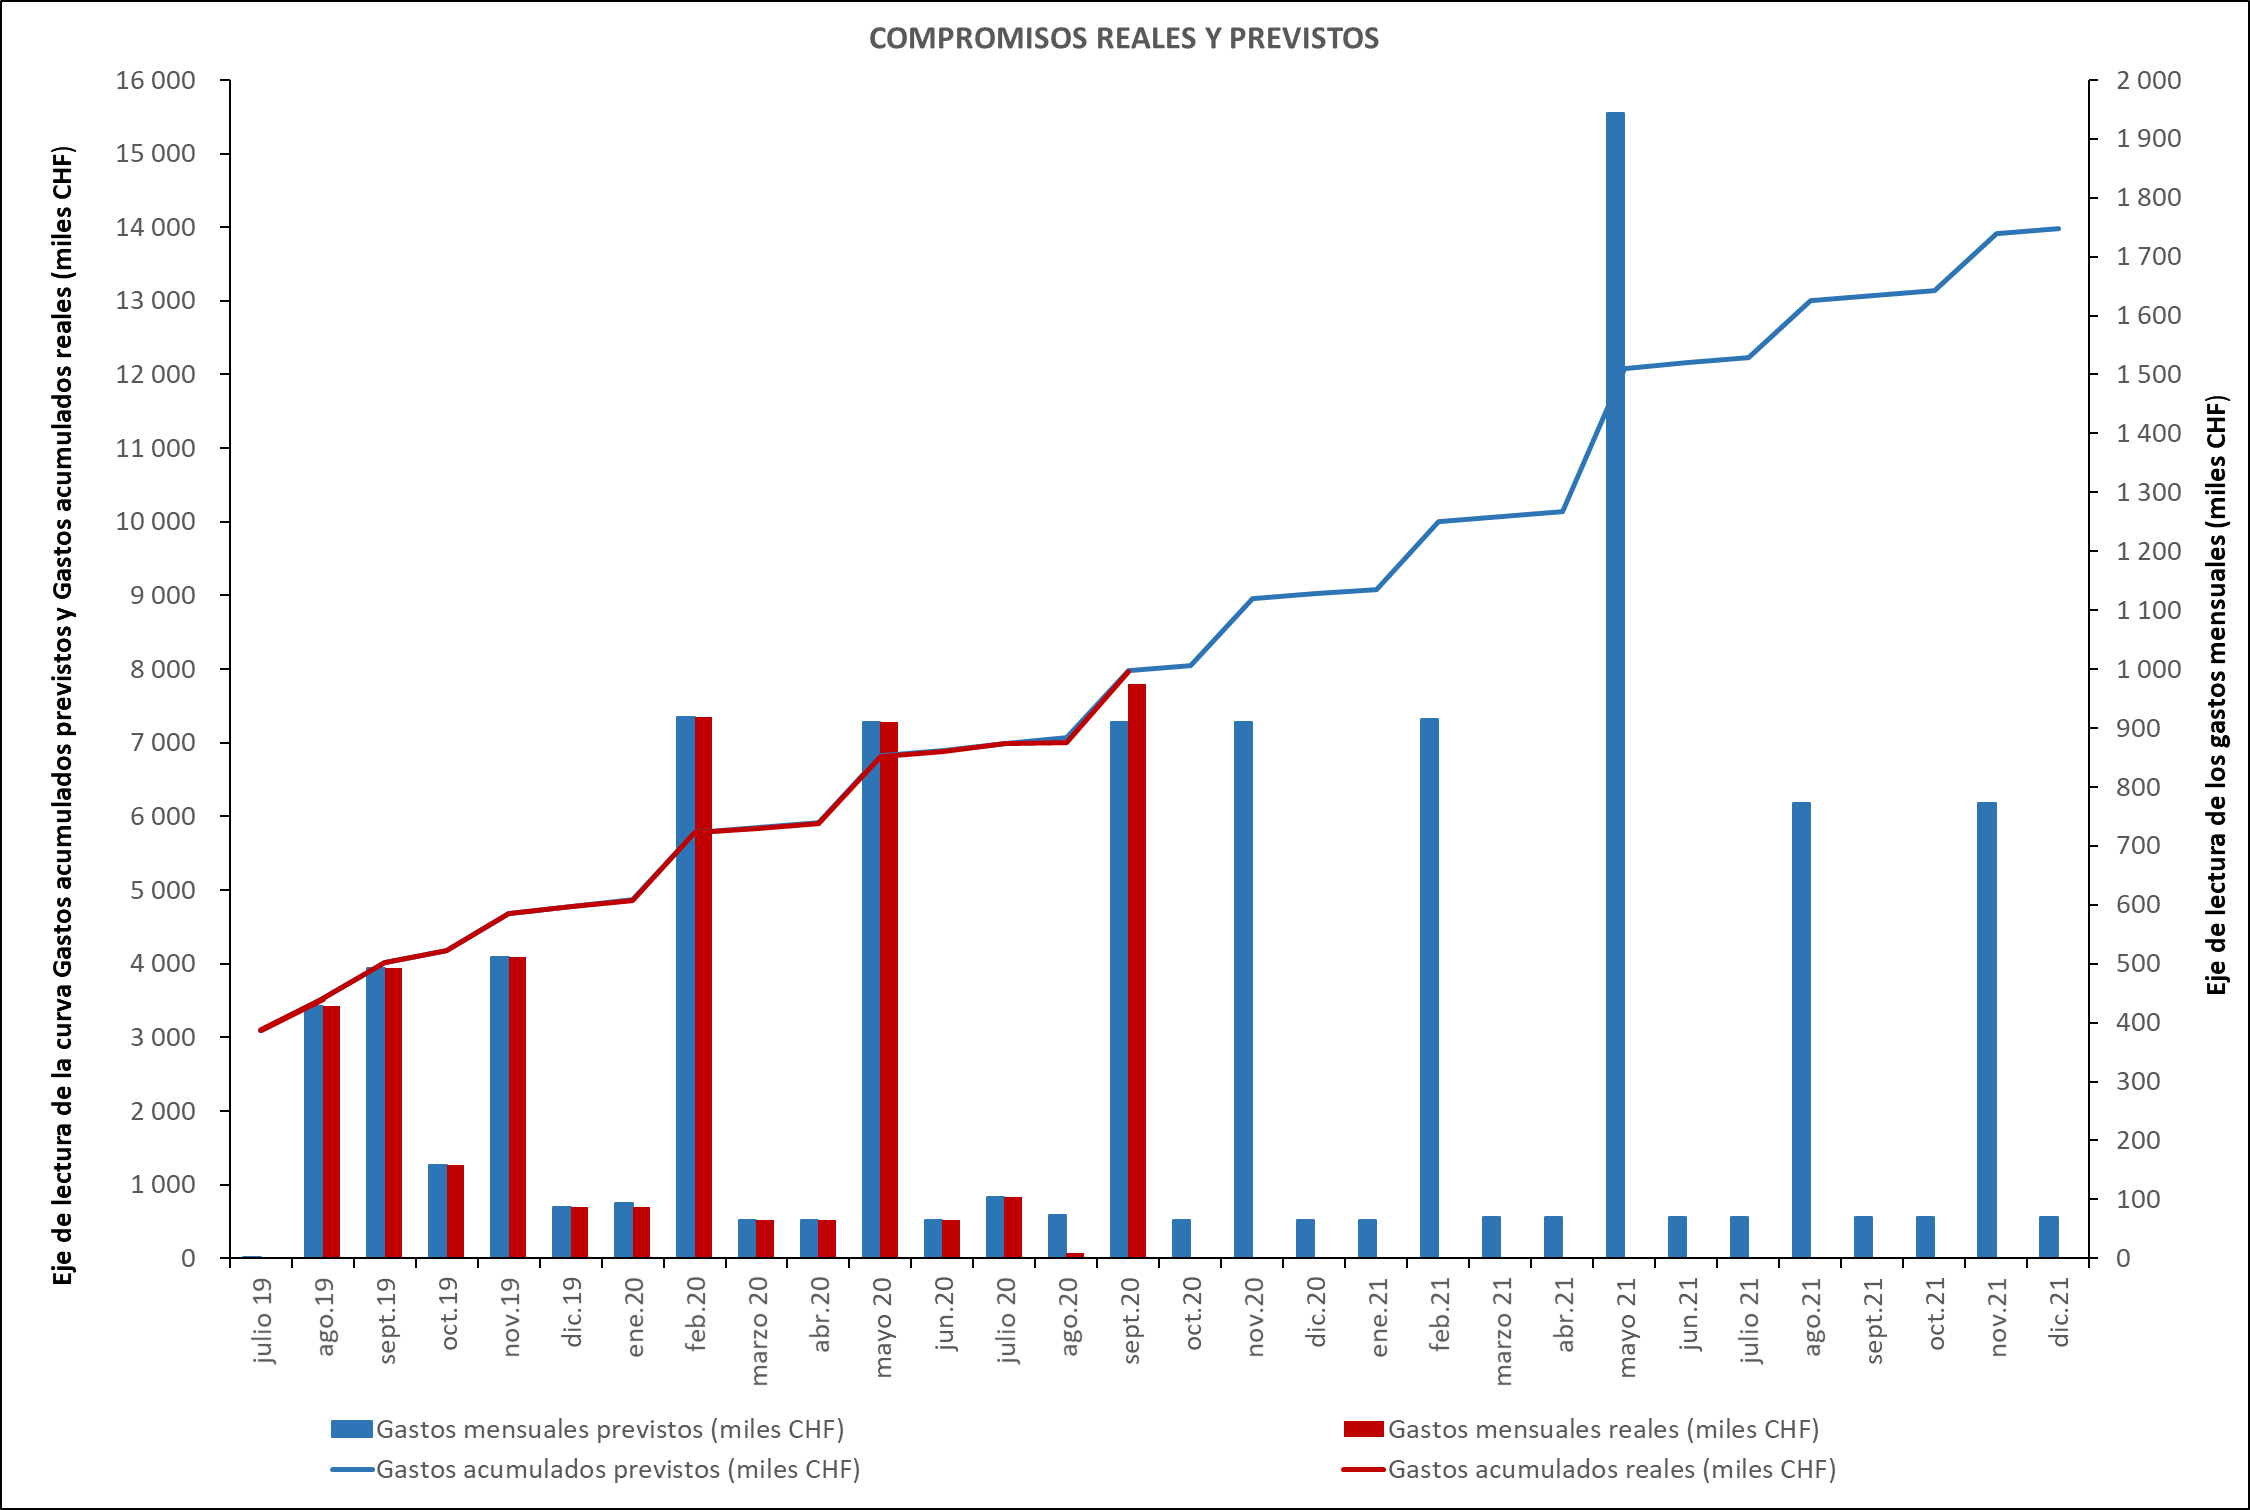 COMPROMISOS REALES Y PREVISTOS
Eje de lectura de la curva Gastos acumulados previstos y Gastos acumulados reales (miles CHF)
16 000
15 000
14 000
13 000
12 000
11 000
10 000
9 000
8 000
7 000
6 000
5 000
4 000
3 000
2 000
1 000
0
2 000
1 900
1 800
1 700
1 600
1 500
1 400
1 300
1 200
1 100
1 000
900
800
700
600
500
400
300
200
100
0
Eje de lectura de los gastos mensuales (miles CHF)
julio 19
ago.19
sept.19
oct.19
nov.19
dic.19
ene.20
feb.20
marzo 20
abr.20
mayo 20
jun.20
julio 20
ago.20
sept.20
oct.20
nov.20
dic.20
ene.21
feb.21
marzo 21
abr.21
mayo 21
jun.21
julio 21
ago.21
sept.21
oct.21
nov.21
dic.21
Gastos mensuales previstos (miles CHF)
Gastos mensuales reales (miles CHF)
Gastos acumulados previstos (miles CHF)
Gastos acumulados reales (miles CHF)